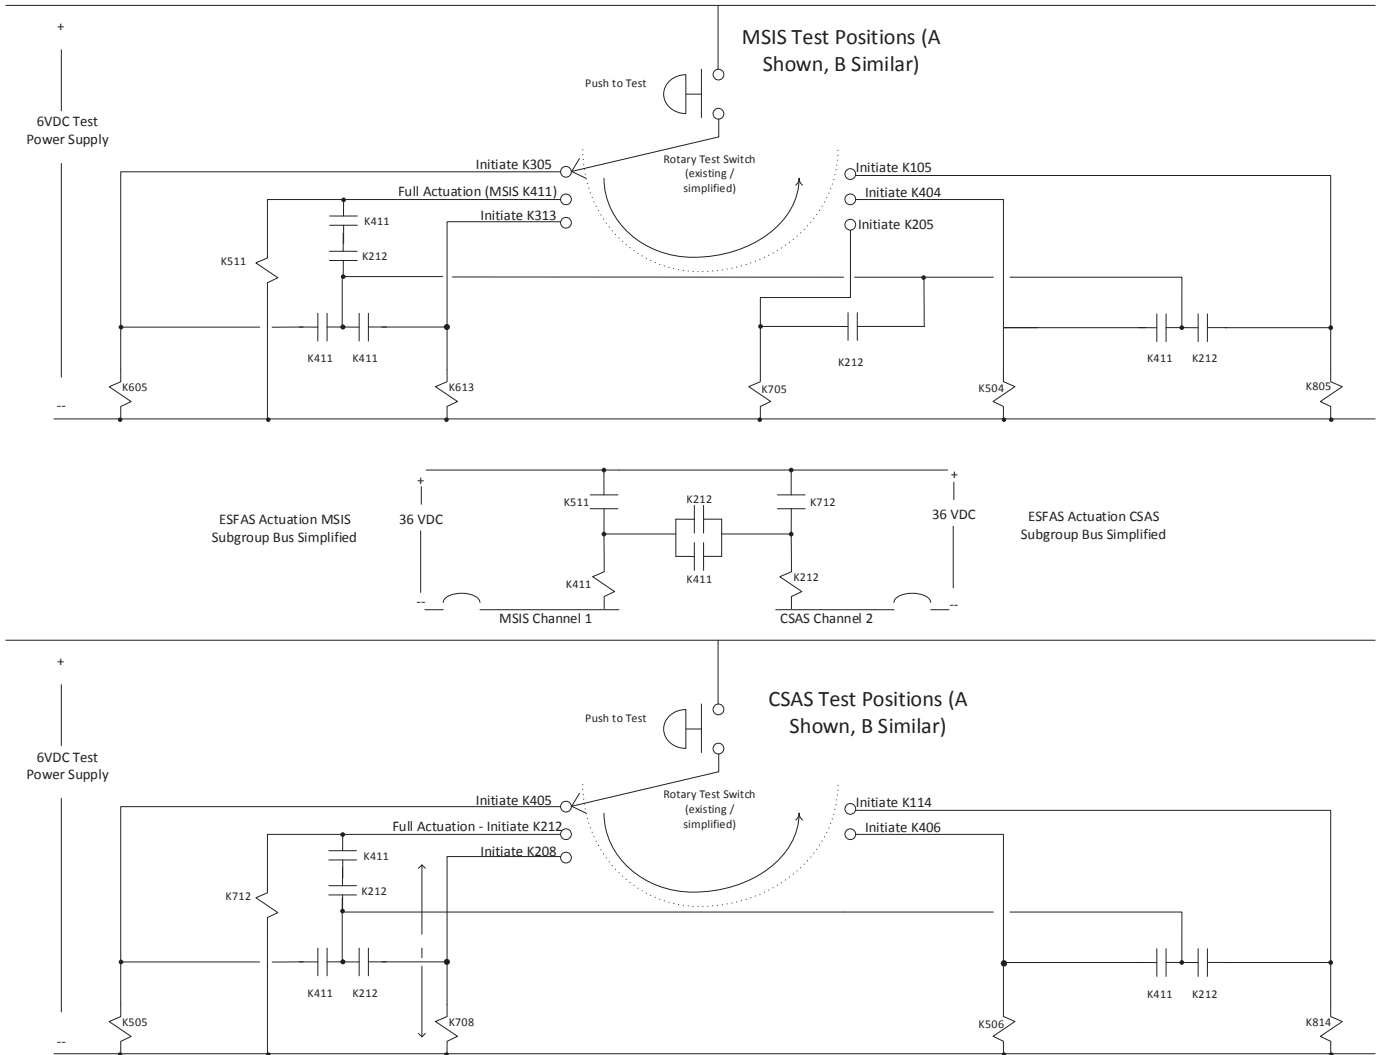 +
MSIS Test Positions (A
Shown, B Similar)
Push to Test
6VDC Test
Power Supply
Initiate K305
Rotary Test Switch
(existing /
simplified)
Initiate K105
Full Actuation (MSIS K411)
Initiate K404
Initiate K313
K411
Initiate K205
K511
K212
K411
K411
K212
K411
K212
K605
K613
K705
K504
K805
--
+
+
K511
K212
K712
ESFAS Actuation MSIS
Subgroup Bus Simplified
36 VDC
36 VDC
ESFAS Actuation CSAS
Subgroup Bus Simplified
K411
K411
K212
--
--
MSIS Channel 1
CSAS Channel 2
+
CSAS Test Positions (A
Shown, B Similar)
Push to Test
6VDC Test
Power Supply
Initiate K405
Rotary Test Switch
(existing /
simplified)
Initiate K114
Full Actuation - Initiate K212
Initiate K406
Initiate K208
K411
K212
K712
K411
K212
K411
K212
K505
K708
K506
K814
--